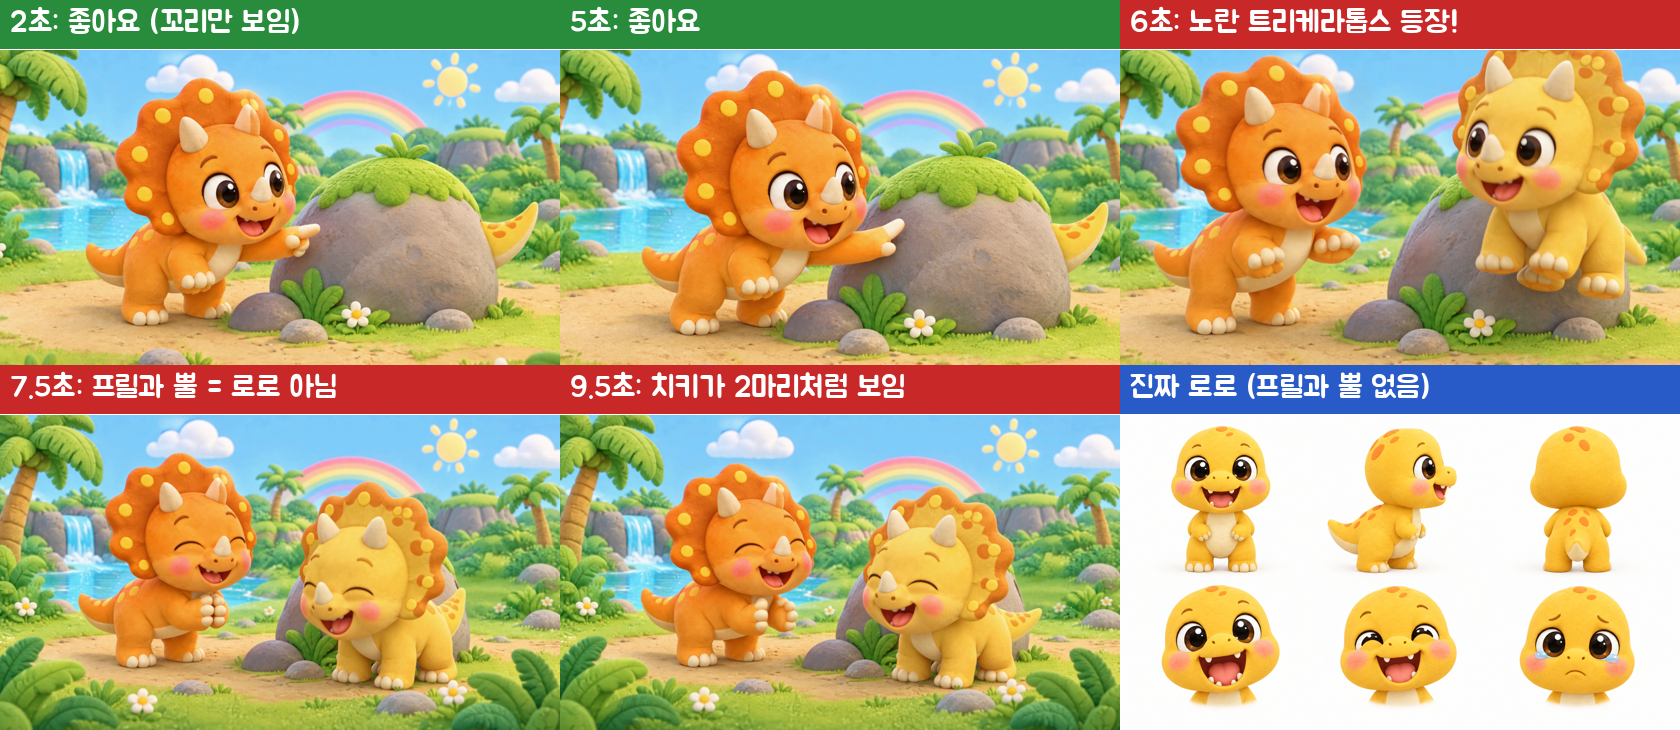 2초: 좋아요 (꼬리만 보임)
5초: 좋아요
6초: 노란 트리케라톱스 등장!
7.5초: 프릴과 뿔 = 로로 아님
9.5초: 치키가 2마리처럼 보임
진짜 로로 (프릴과 뿔 없음)